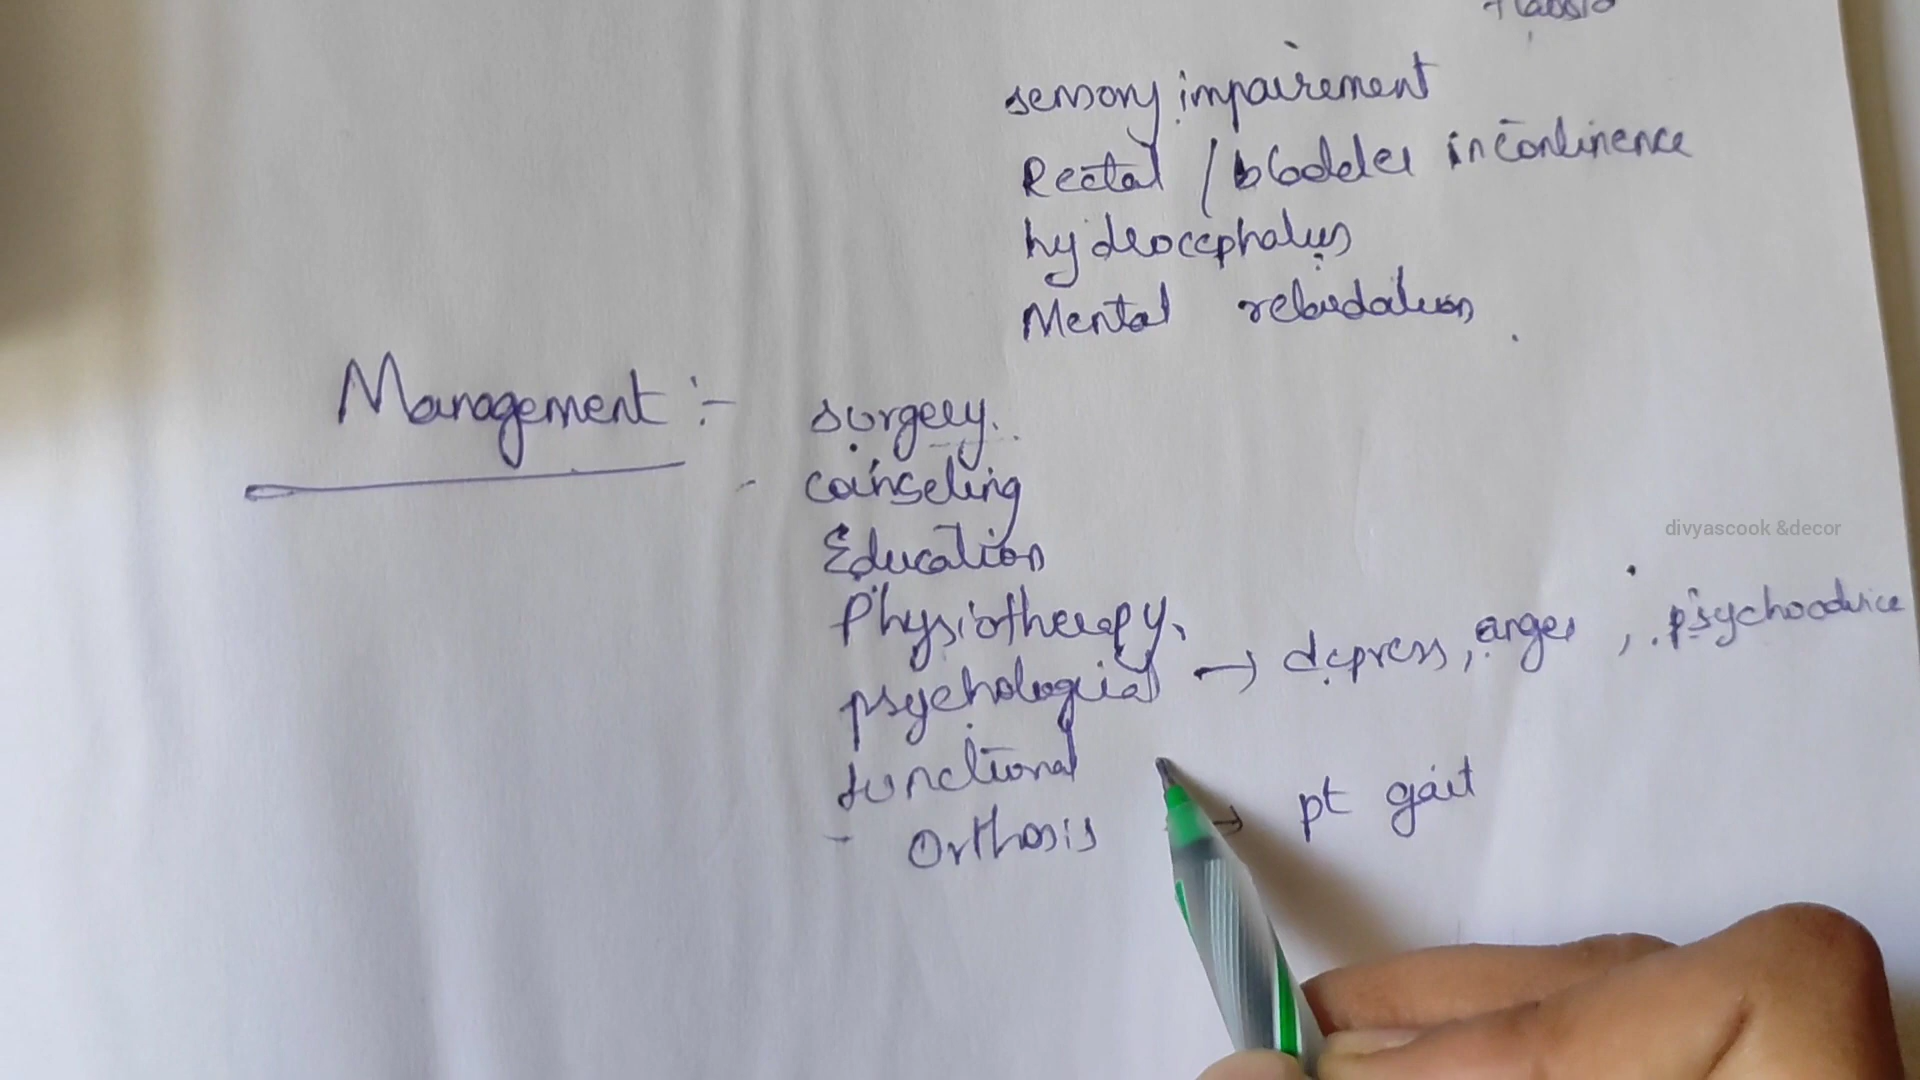 sensory impairement
Rectal / bladder incontinence
hydrocephalus
Mental retardation
Management :- surgery.
- counseling
Education
Physiotherapy,
psychological → depress, anger, psychoadvice
functional
- Orthosis → pt gait
divyascook &decor